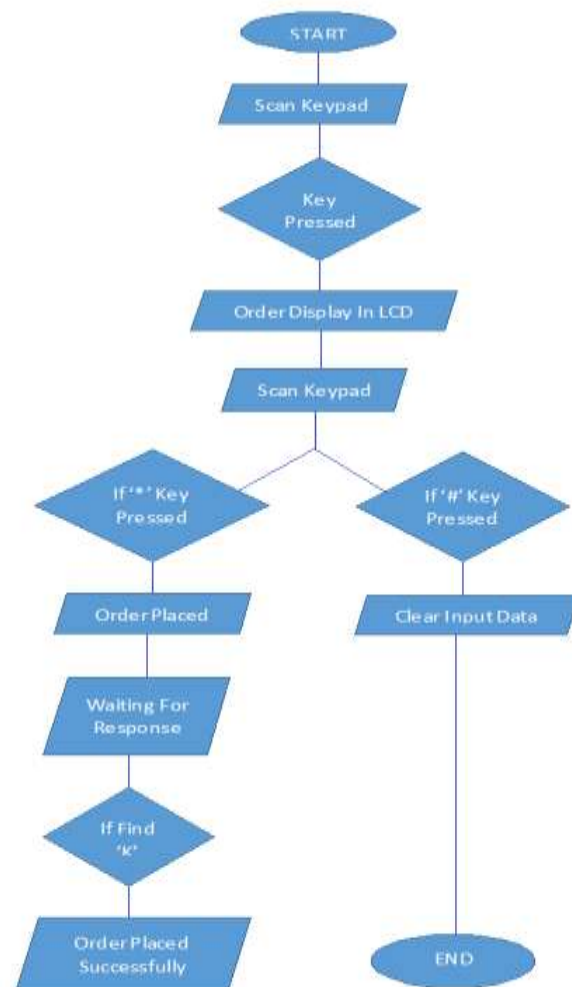 START
Scan Keypad
Key
Pressed
Order Display In LCD
Scan Keypad
If '*' Key
Pressed
Order Placed
Waiting For
Response
If Find
'K'
Order Placed
Successfully
If '#' Key
Pressed
Clear Input Data
END